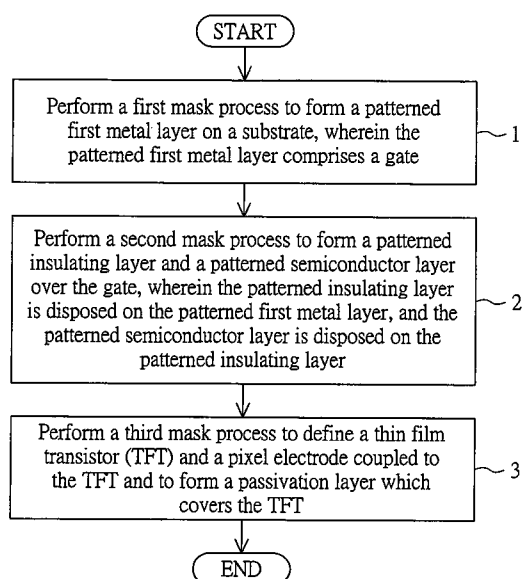 START
Perform a first mask process to form a patterned
first metal layer on a substrate, wherein the
patterned first metal layer comprises a gate
1
Perform a second mask process to form a patterned
insulating layer and a patterned semiconductor layer
over the gate, wherein the patterned insulating layer
is disposed on the patterned first metal layer, and the
patterned semiconductor layer is disposed on the
patterned insulating layer
2
Perform a third mask process to define a thin film
transistor (TFT) and a pixel electrode coupled to
the TFT and to form a passivation layer which
covers the TFT
3
END